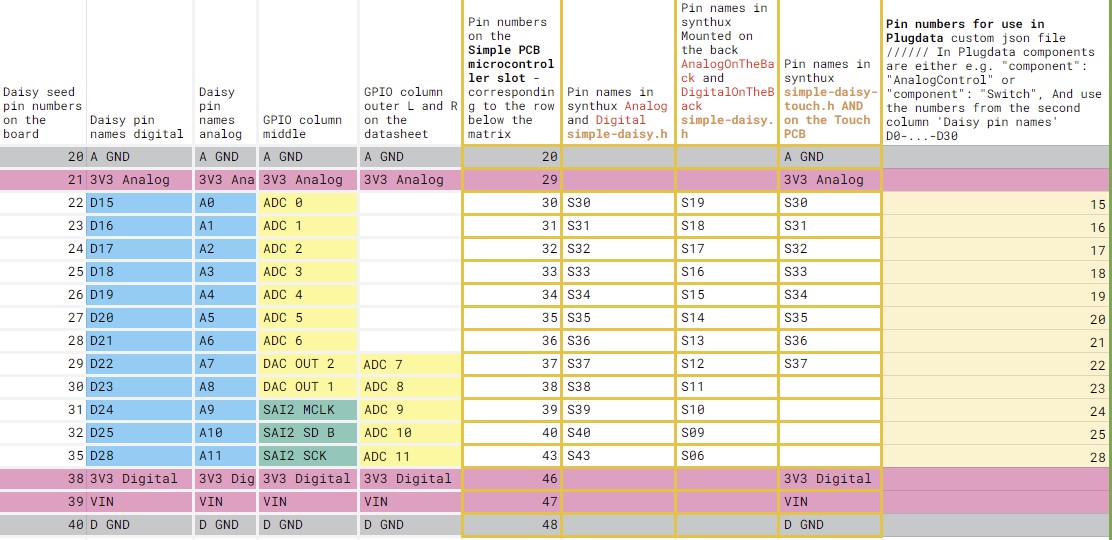 Daisy seed
pin numbers
on the
board
Daisy pin
names digital
Daisy
pin
names
analog
GPIO column
middle
GPIO column
outer L and R
on the
datasheet
Pin numbers
on the
Simple PCB
microcontrol
ler slot -
correspondin
g to the row
below the
matrix
Pin names in
synthux Analog
and Digital
simple-daisy.h
Pin names in
synthux
Mounted on
the back
AnalogOnTheBa
ck and
DigitalOnTheB
ack
simple-daisy.
h
Pin names in
synthux
simple-daisy-
touch.h AND
on the Touch
PCB
Pin numbers for use in
Plugdata custom json file
////// In Plugdata components
are either e.g. "component":
"AnalogControl" or
"component": "Switch", And use
the numbers from the second
column 'Daisy pin names'
D0-...-D30
20 A GND A GND A GND A GND 20 A GND
21 3V3 Analog 3V3 Ana 3V3 Analog 3V3 Analog 29 3V3 Analog
22 D15 A0 ADC 0 30 S30 S19 S30 15
23 D16 A1 ADC 1 31 S31 S18 S31 16
24 D17 A2 ADC 2 32 S32 S17 S32 17
25 D18 A3 ADC 3 33 S33 S16 S33 18
26 D19 A4 ADC 4 34 S34 S15 S34 19
27 D20 A5 ADC 5 35 S35 S14 S35 20
28 D21 A6 ADC 6 36 S36 S13 S36 21
29 D22 A7 DAC OUT 2 ADC 7 37 S37 S12 S37 22
30 D23 A8 DAC OUT 1 ADC 8 38 S38 S11 23
31 D24 A9 SAI2 MCLK ADC 9 39 S39 S10 24
32 D25 A10 SAI2 SD B ADC 10 40 S40 S09 25
35 D28 A11 SAI2 SCK ADC 11 43 S43 S06 28
38 3V3 Digital 3V3 Dig 3V3 Digital 3V3 Digital 46 3V3 Digital
39 VIN VIN VIN VIN 47 VIN
40 D GND D GND D GND D GND 48 D GND